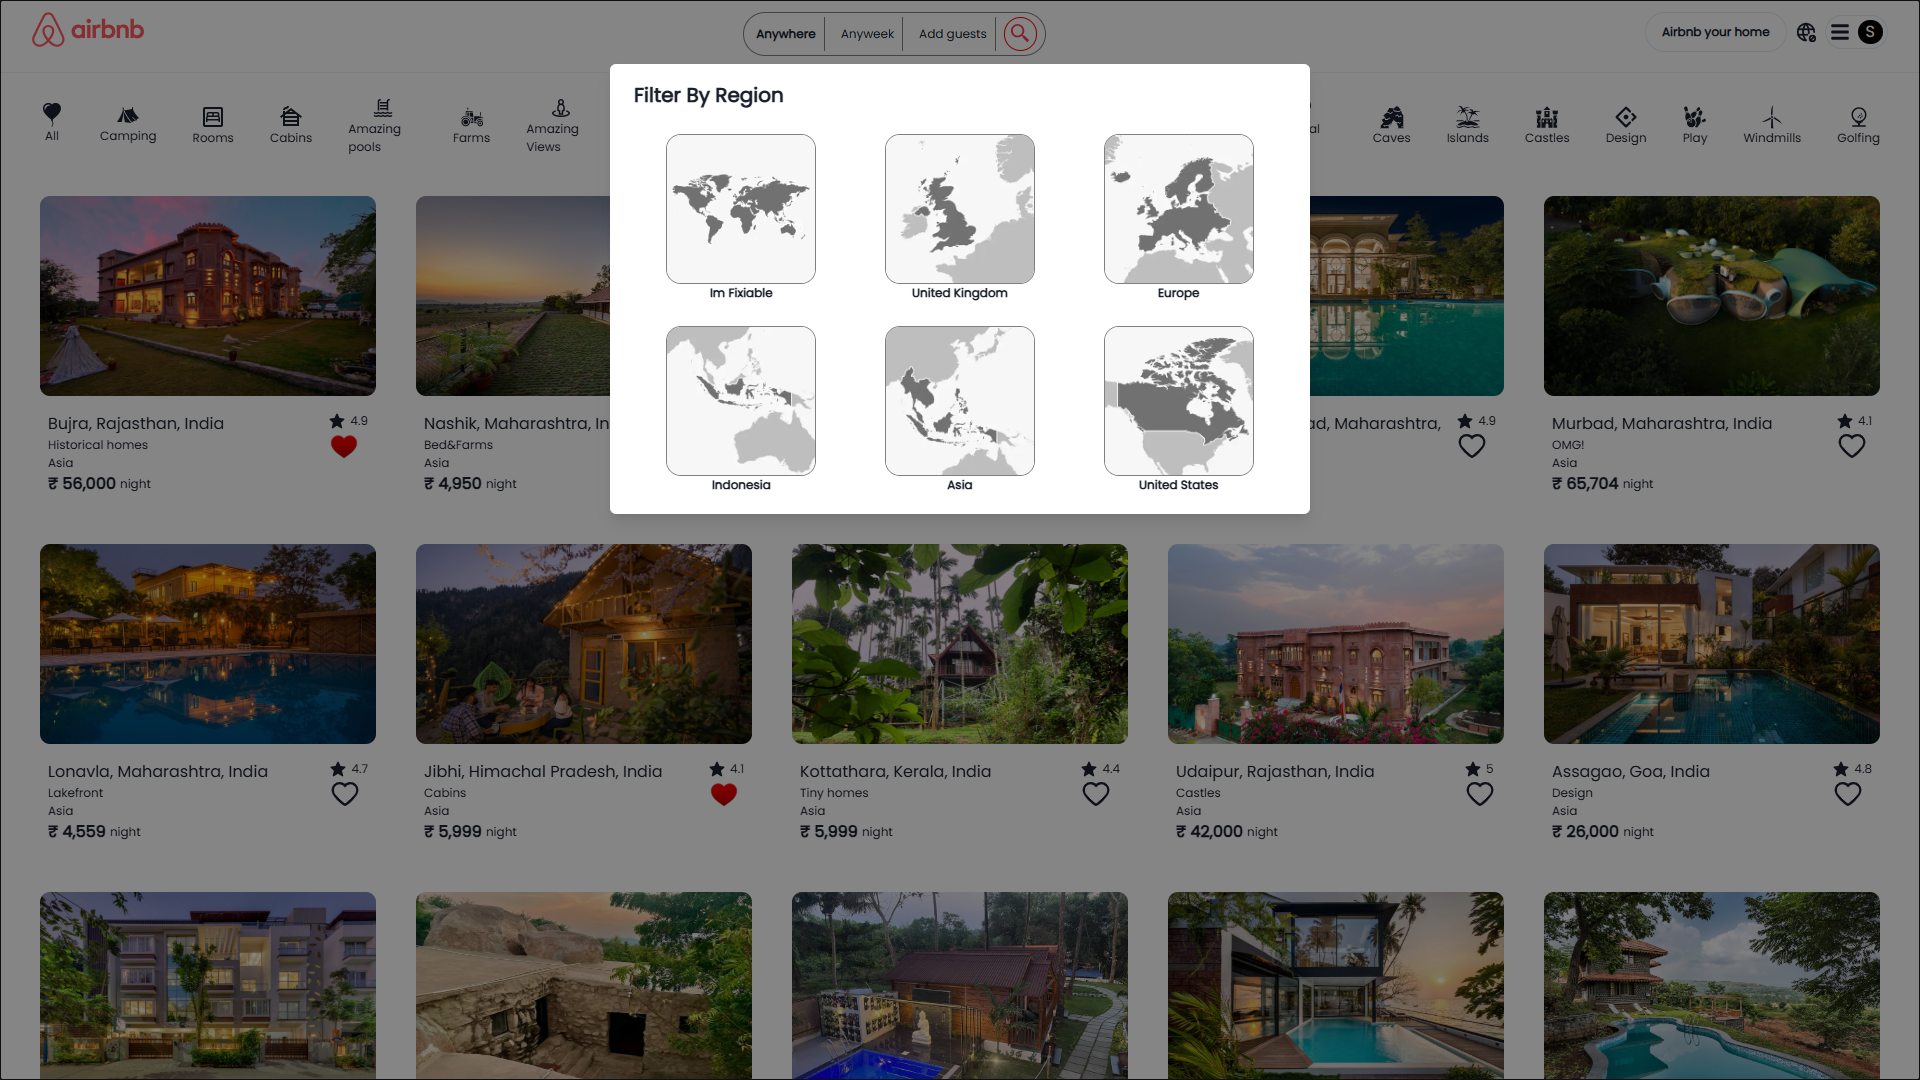 airbnb
Anywhere
Anyweek
Add guests
Airbnb your home
S
Filter By Region
All
Camping
Rooms
Cabins
Amazing
pools
Farms
Amazing
Views
al
Caves
Islands
Castles
Design
Play
Windmills
Golfing
Im Fixiable
United Kingdom
Europe
Indonesia
Asia
United States
Bujra, Rajasthan, India
4.9
Historical homes
Asia
₹ 56,000 night
Nashik, Maharashtra, In
Bed&Farms
Asia
₹ 4,950 night
ad, Maharashtra,
4.9
Murbad, Maharashtra, India
4.1
OMG!
Asia
₹ 65,704 night
Lonavla, Maharashtra, India
4.7
Lakefront
Asia
₹ 4,559 night
Jibhi, Himachal Pradesh, India
4.1
Cabins
Asia
₹ 5,999 night
Kottathara, Kerala, India
4.4
Tiny homes
Asia
₹ 5,999 night
Udaipur, Rajasthan, India
5
Castles
Asia
₹ 42,000 night
Assagao, Goa, India
4.8
Design
Asia
₹ 26,000 night